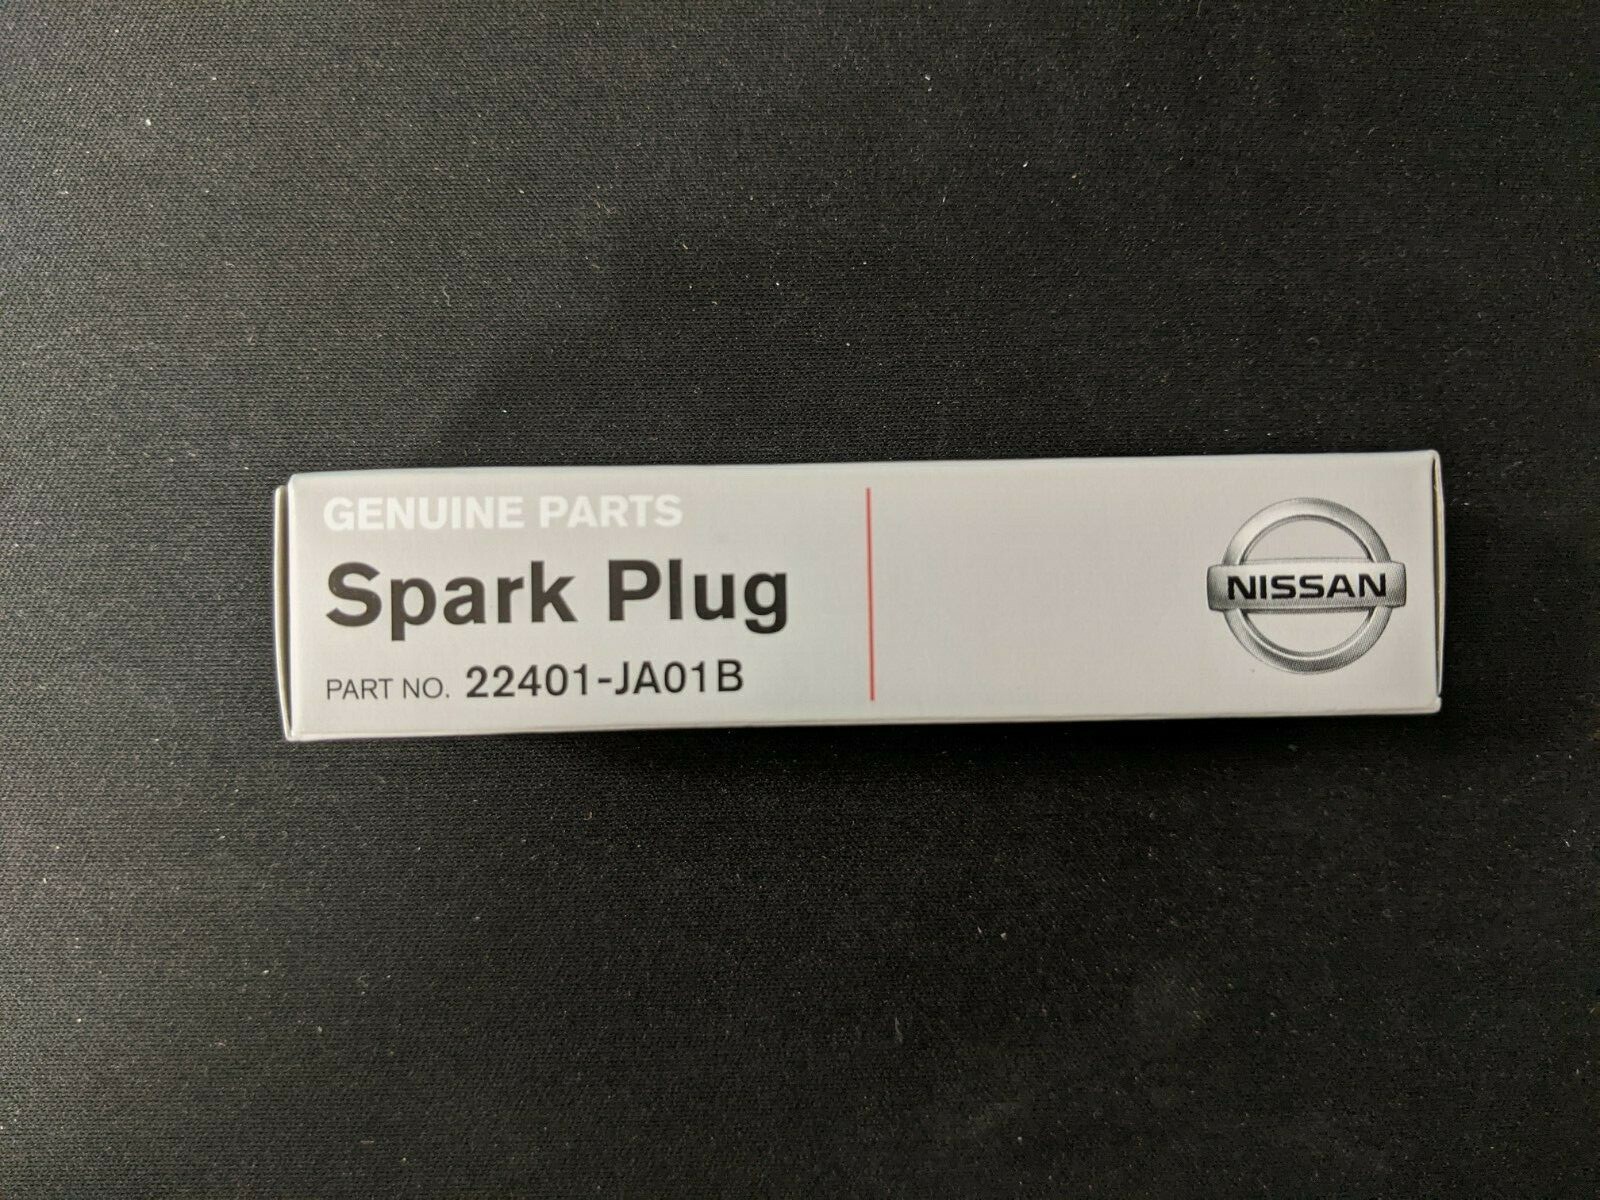 GENUINE PARTS
Spark Plug
PART NO. 22401-JA01B
NISSAN